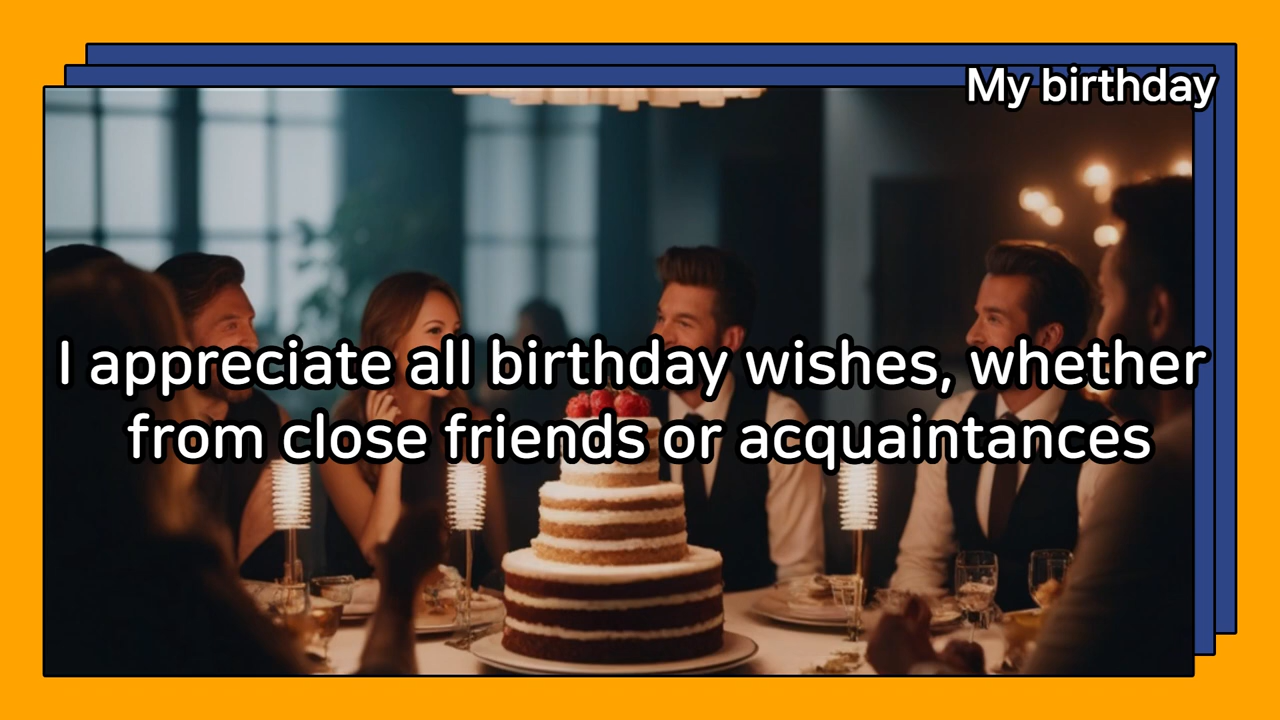 My birthday
I appreciate all birthday wishes, whether
from close friends or acquaintances